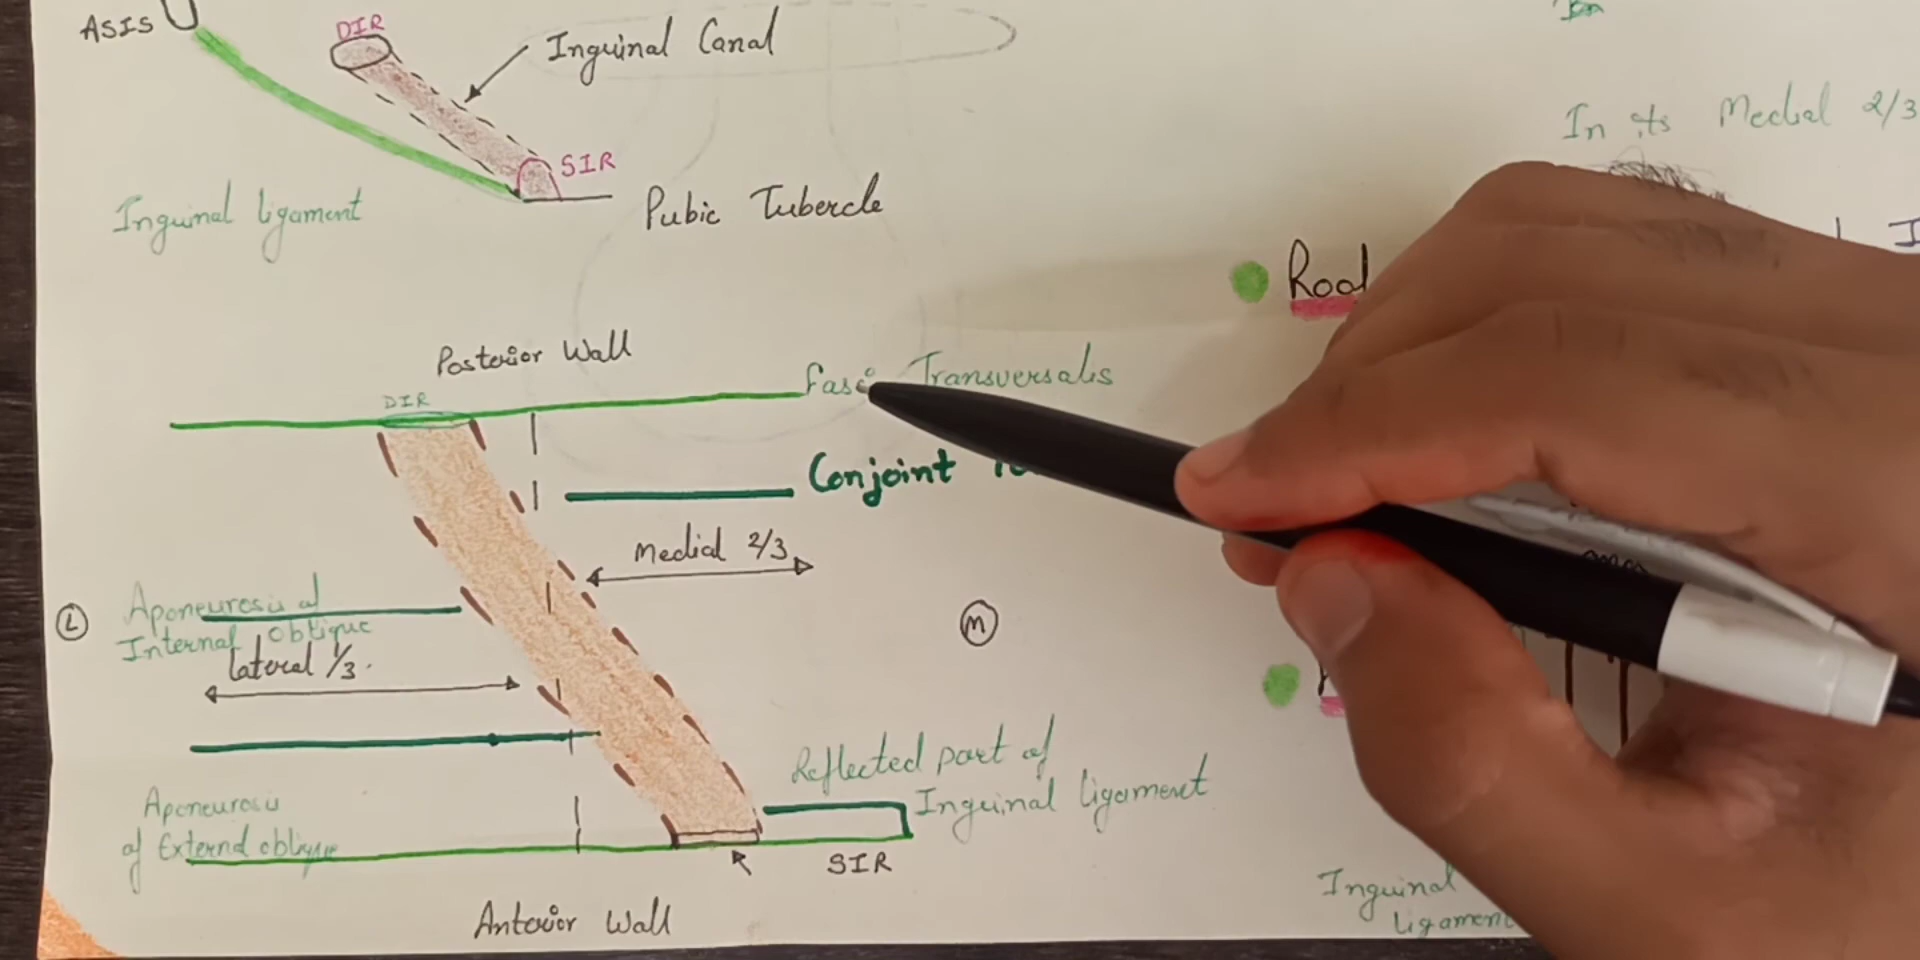 ASIS
DIR
Inguinal Canal
SIR
Inguinal ligament
Pubic Tubercle
In its Medial 2/3
Posterior Wall
Transversalis
DIR
Conjoint
Medial 2/3
Aponeurosis of
Internal oblique
lateral 1/3.
L
M
Reflected part of
Inguinal ligament
Aponeurosis
of External oblique
SIR
Anterior Wall
Inguinal
ligament